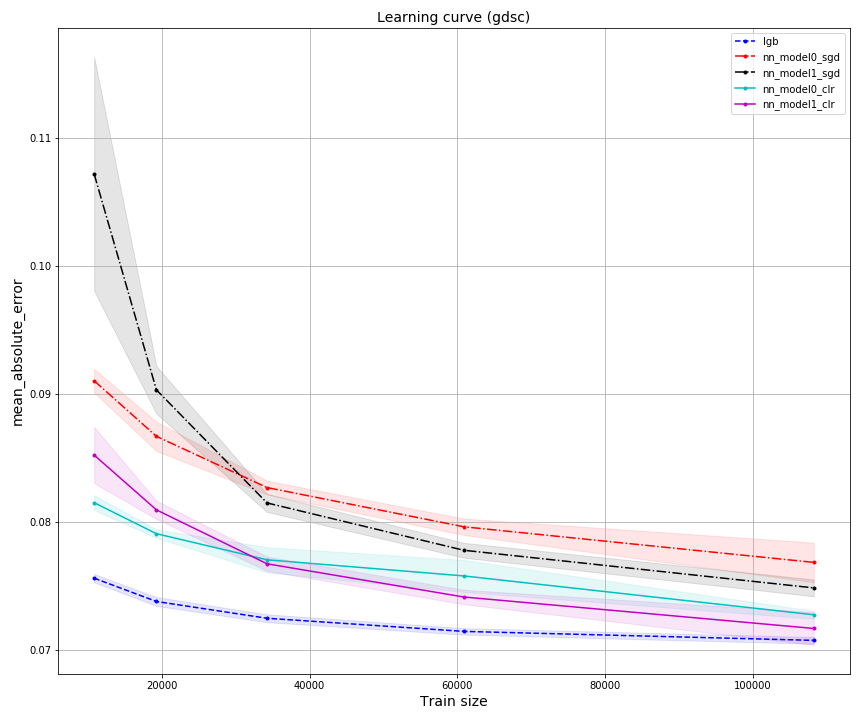 Learning curve (gdsc)
lgb
nn_model0_sgd
nn_model1_sgd
nn_model0_clr
nn_model1_clr
0.11
0.10
0.09
0.08
0.07
mean_absolute_error
20000 40000 60000 80000 100000
Train size